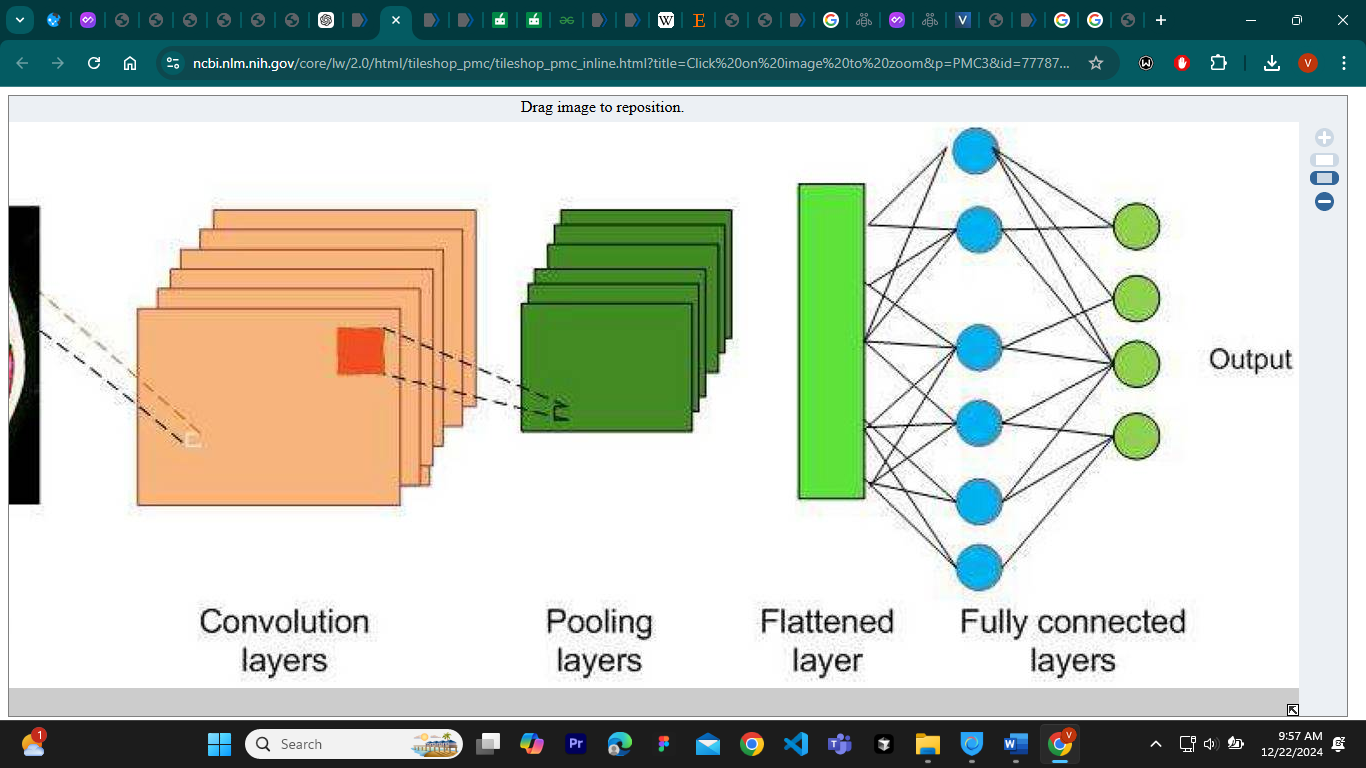 ncbi.nlm.nih.gov/core/lw/2.0/html/tileshop_pmc/tileshop_pmc_inline.html?title=Click%20on%20image%20to%20zoom&p=PMC3&id=77787...
V
Drag image to reposition.
Output
Convolution
layers
Pooling
layers
Flattened
layer
Fully connected
layers
1
Search
Pr
V
9:57 AM
12/22/2024